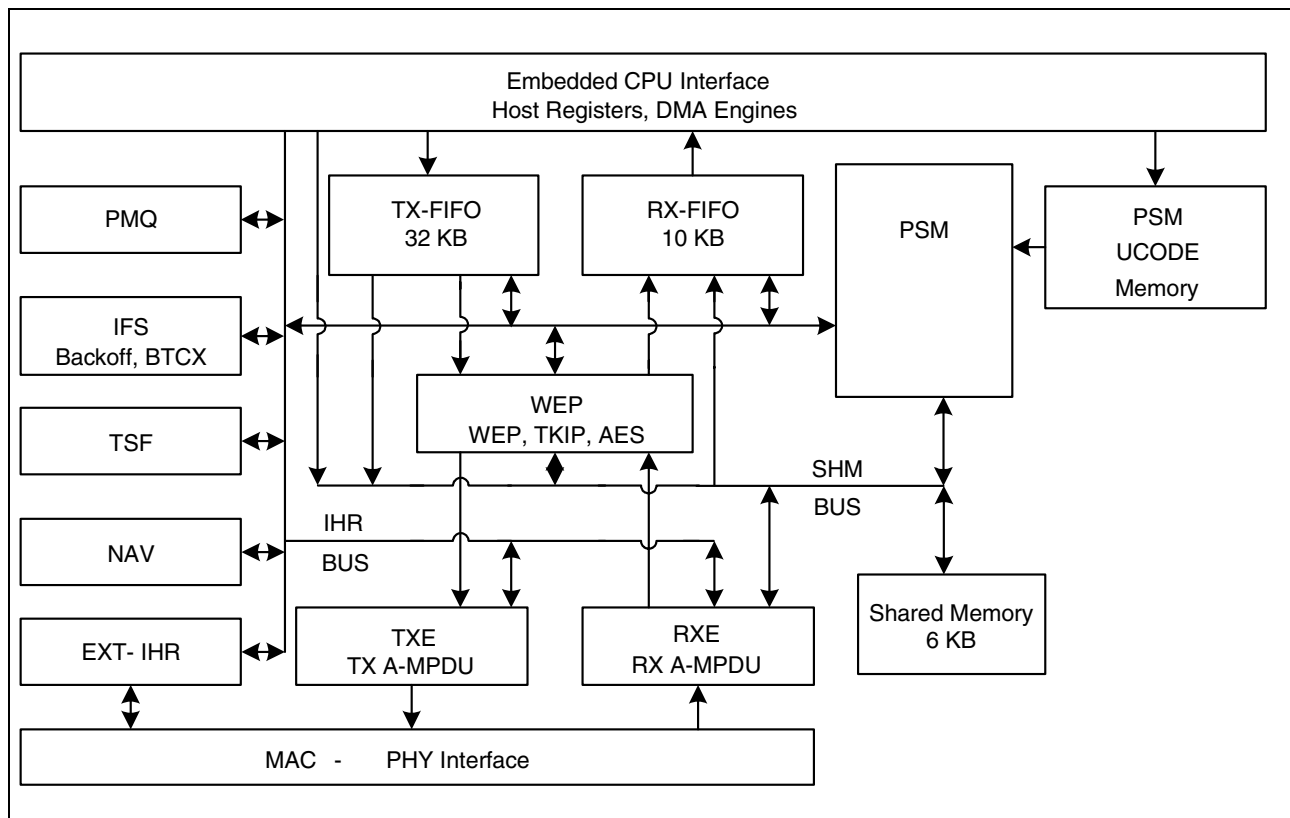 Embedded CPU Interface
Host Registers, DMA Engines
PMQ
TX-FIFO
32 KB
RX-FIFO
10 KB
PSM
PSM
UCODE
Memory
IFS
Backoff, BTCX
WEP
WEP, TKIP, AES
TSF
SHM
BUS
IHR
BUS
NAV
Shared Memory
6 KB
EXT- IHR
TXE
TX A-MPDU
RXE
RX A-MPDU
MAC - PHY Interface